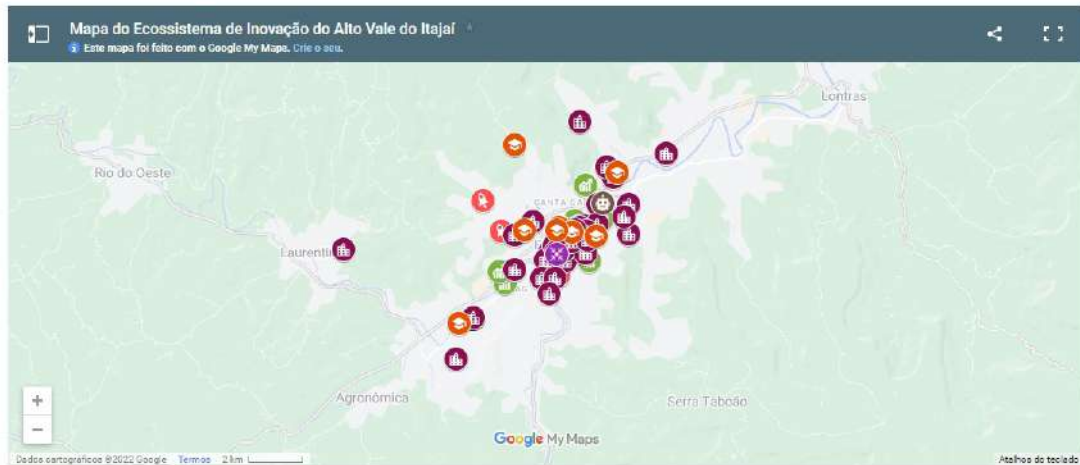 Mapa do Ecossistema de Inovação do Alto Vale do Itajaí
Este mapa foi feito com o Google My Maps. Crie o seu.
Lontras
Rio do Oeste
Agronômica
Serra Taboão
Google My Maps
Dados cartográficos ©2022 Google Termos 2 km
Atalhos do teclado